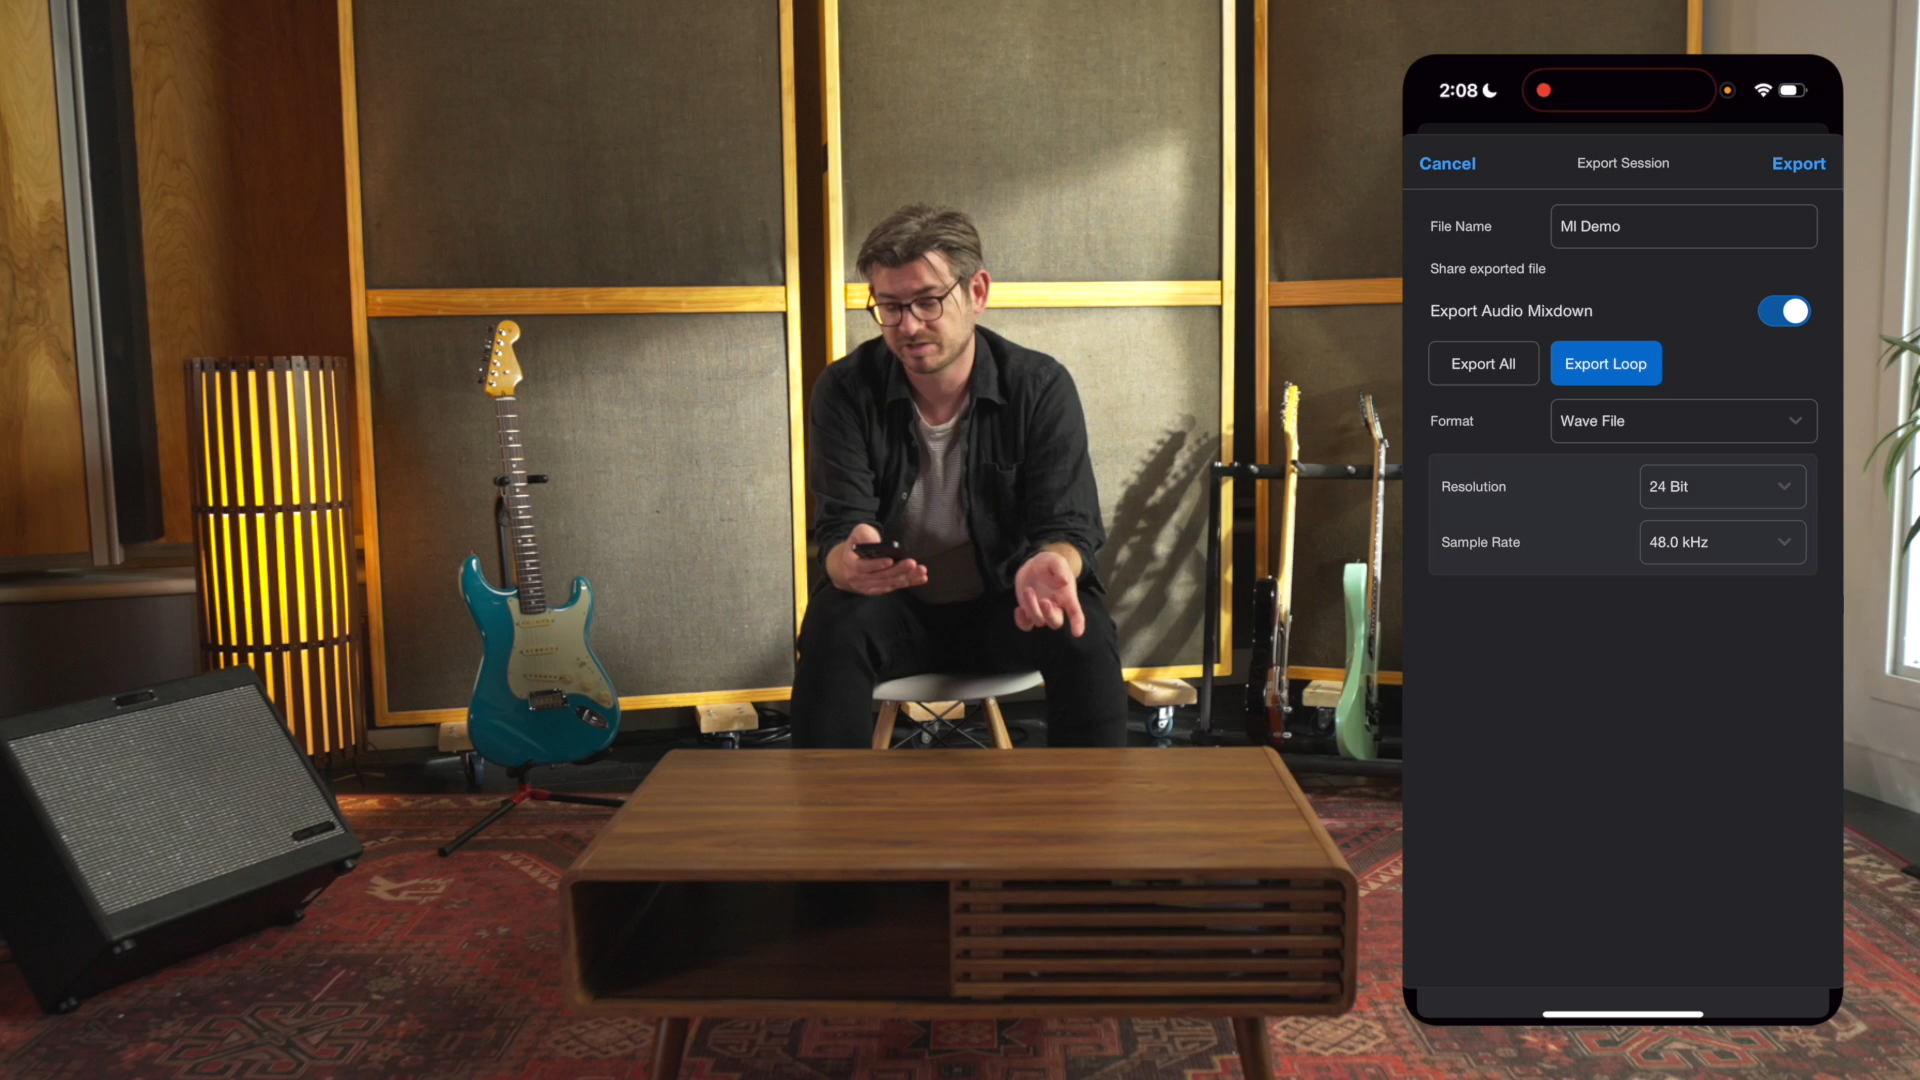 2:08
Cancel Export Session Export
File Name MI Demo
Share exported file
Export Audio Mixdown
Export All Export Loop
Format Wave File
Resolution 24 Bit
Sample Rate 48.0 kHz